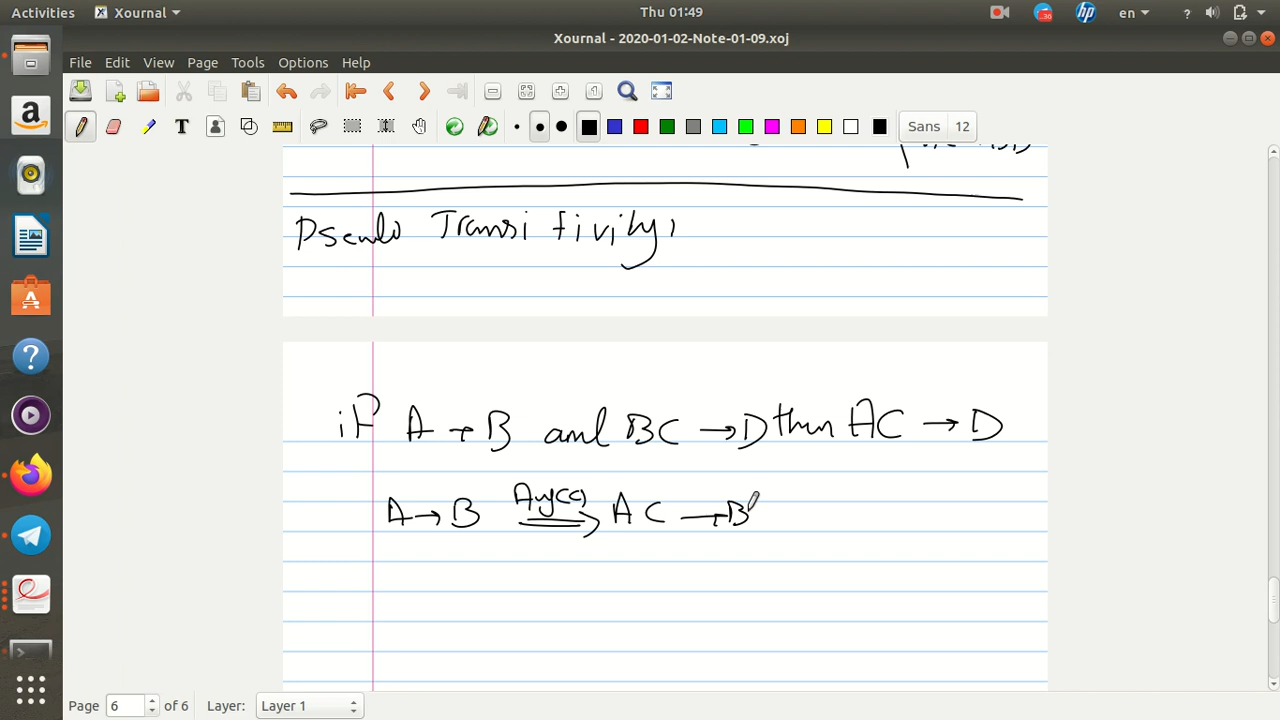 Activities Xournal Thu 01:49 36 en ?
Xournal - 2020-01-02-Note-01-09.xoj
File Edit View Page Tools Options Help
T Sans 12
Pseudo Transitivity:
if A → B and BC → D then AC → D
A → B Aug(C) ⇒ AC → B
Page 6 of 6 Layer: Layer 1